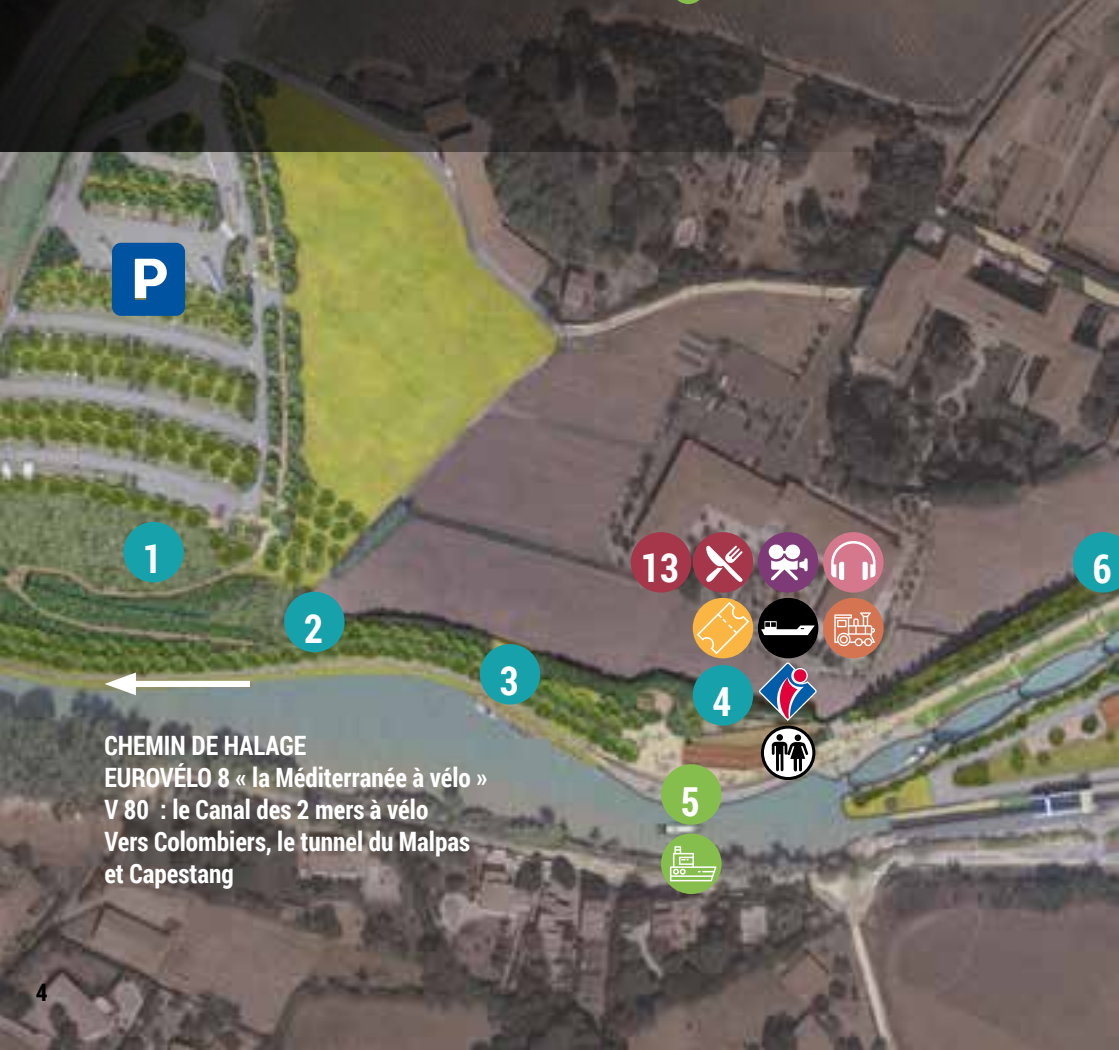 P
1
2
3
13
4
5
6
CHEMIN DE HALAGE
EUROVÉLO 8 « la Méditerranée à vélo »
V 80 : le Canal des 2 mers à vélo
Vers Colombiers, le tunnel du Malpas
et Capestang
4